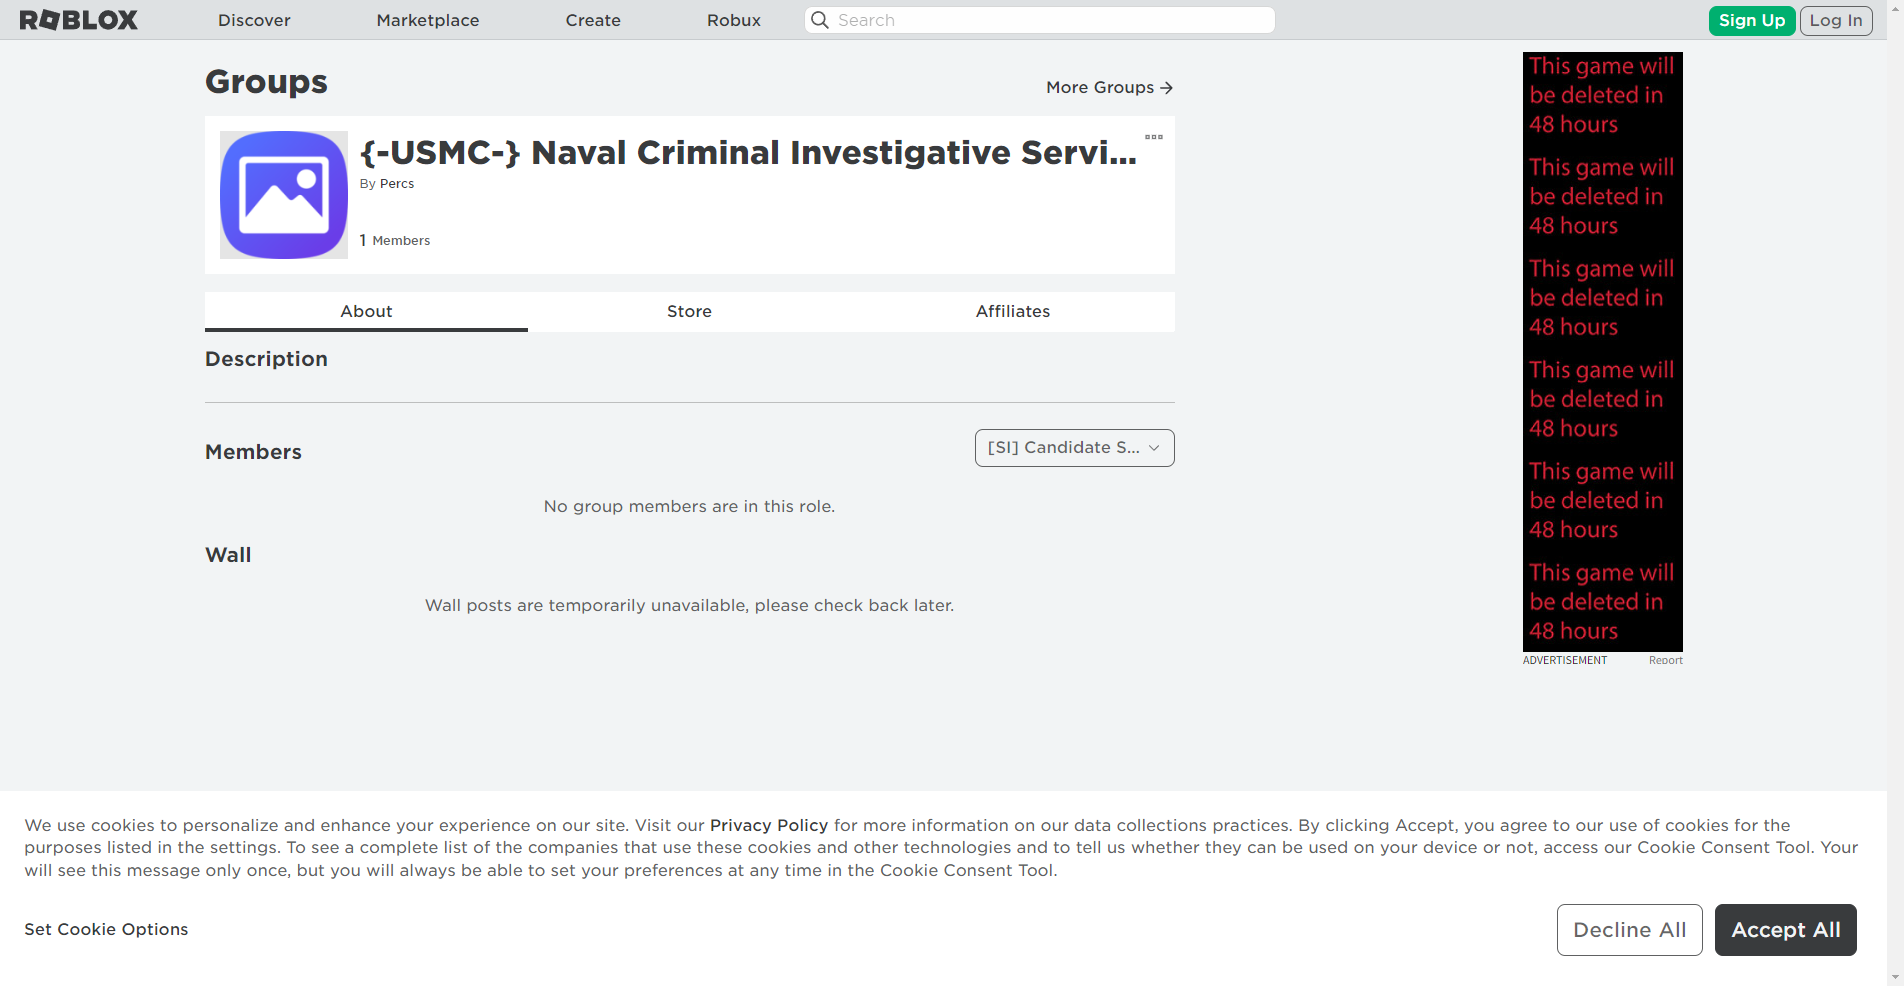 ROBLOX
Discover
Marketplace
Create
Robux
Search
Sign Up
Log In
Groups
More Groups
{-USMC-} Naval Criminal Investigative Servi...
By Percs
1 Members
About
Store
Affiliates
Description
Members
[SI] Candidate S...
No group members are in this role.
Wall
Wall posts are temporarily unavailable, please check back later.
This game will
be deleted in
48 hours
This game will
be deleted in
48 hours
This game will
be deleted in
48 hours
This game will
be deleted in
48 hours
This game will
be deleted in
48 hours
This game will
be deleted in
48 hours
ADVERTISEMENT
Report
We use cookies to personalize and enhance your experience on our site. Visit our Privacy Policy for more information on our data collections practices. By clicking Accept, you agree to our use of cookies for the
purposes listed in the settings. To see a complete list of the companies that use these cookies and other technologies and to tell us whether they can be used on your device or not, access our Cookie Consent Tool. Your
will see this message only once, but you will always be able to set your preferences at any time in the Cookie Consent Tool.
Set Cookie Options
Decline All
Accept All